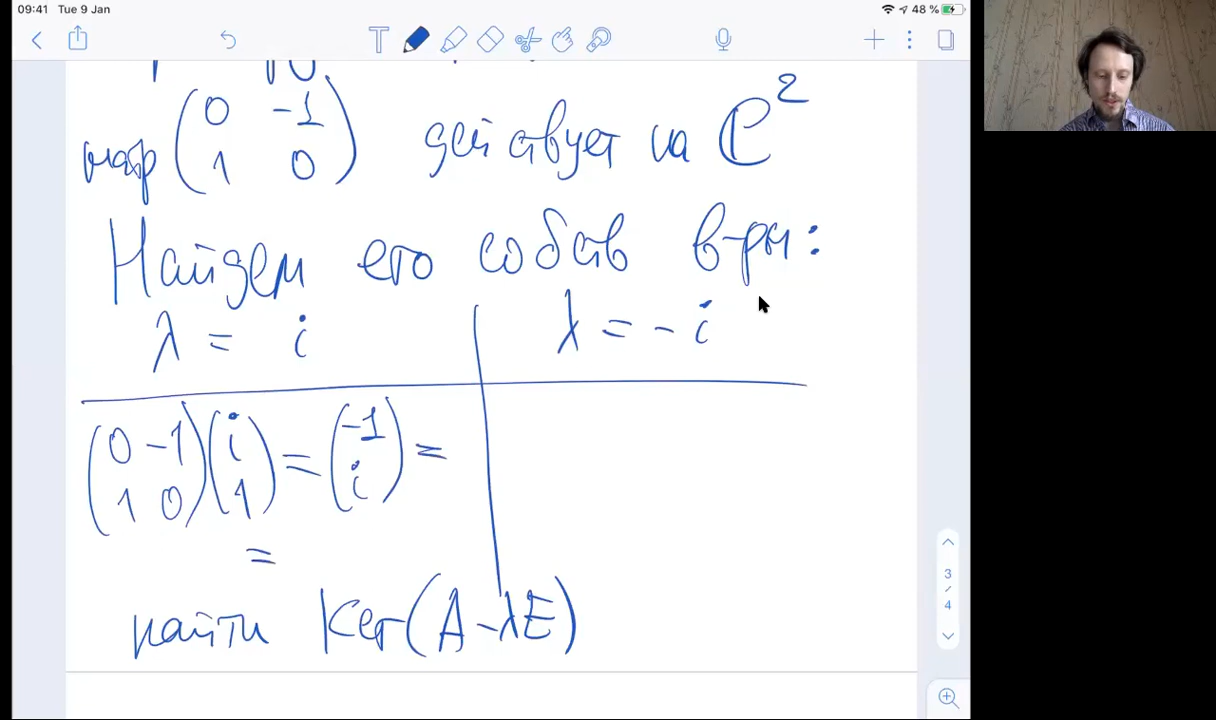 09:41 Tue 9 Jan 48 %
матр ( 0 -1
1 0 ) действует на ℂ²
Найдем его собств в-ры:
λ = i | λ = - i
( 0 -1
1 0 ) ( i
1 ) = ( -1
i ) =
=
найти Ker(A - λE)
3 / 4